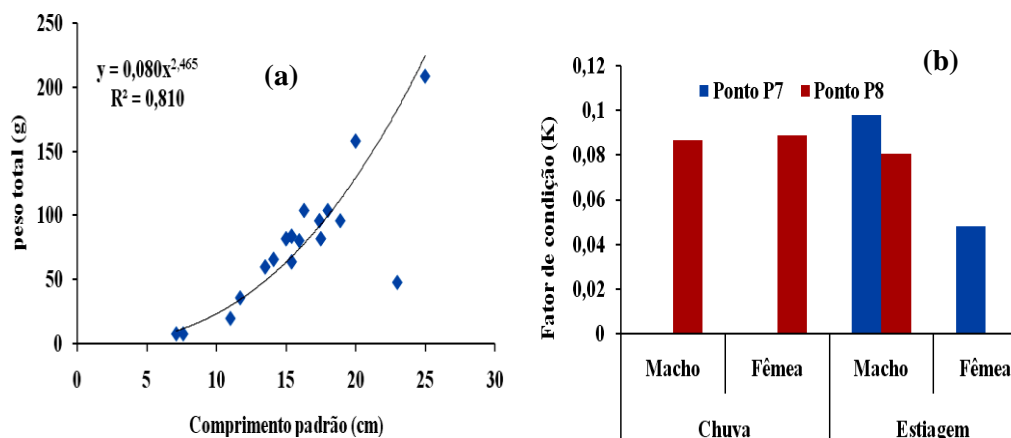 250
200
150
100
50
0
peso total (g)
y = 0,080x^2,465
R² = 0,810
(a)
0 5 10 15 20 25 30
Comprimento padrão (cm)
(b)
0,12
0,1
0,08
0,06
0,04
0,02
0
Fator de condição (K)
Ponto P7 Ponto P8
Macho Fêmea Macho Fêmea
Chuva Estiagem